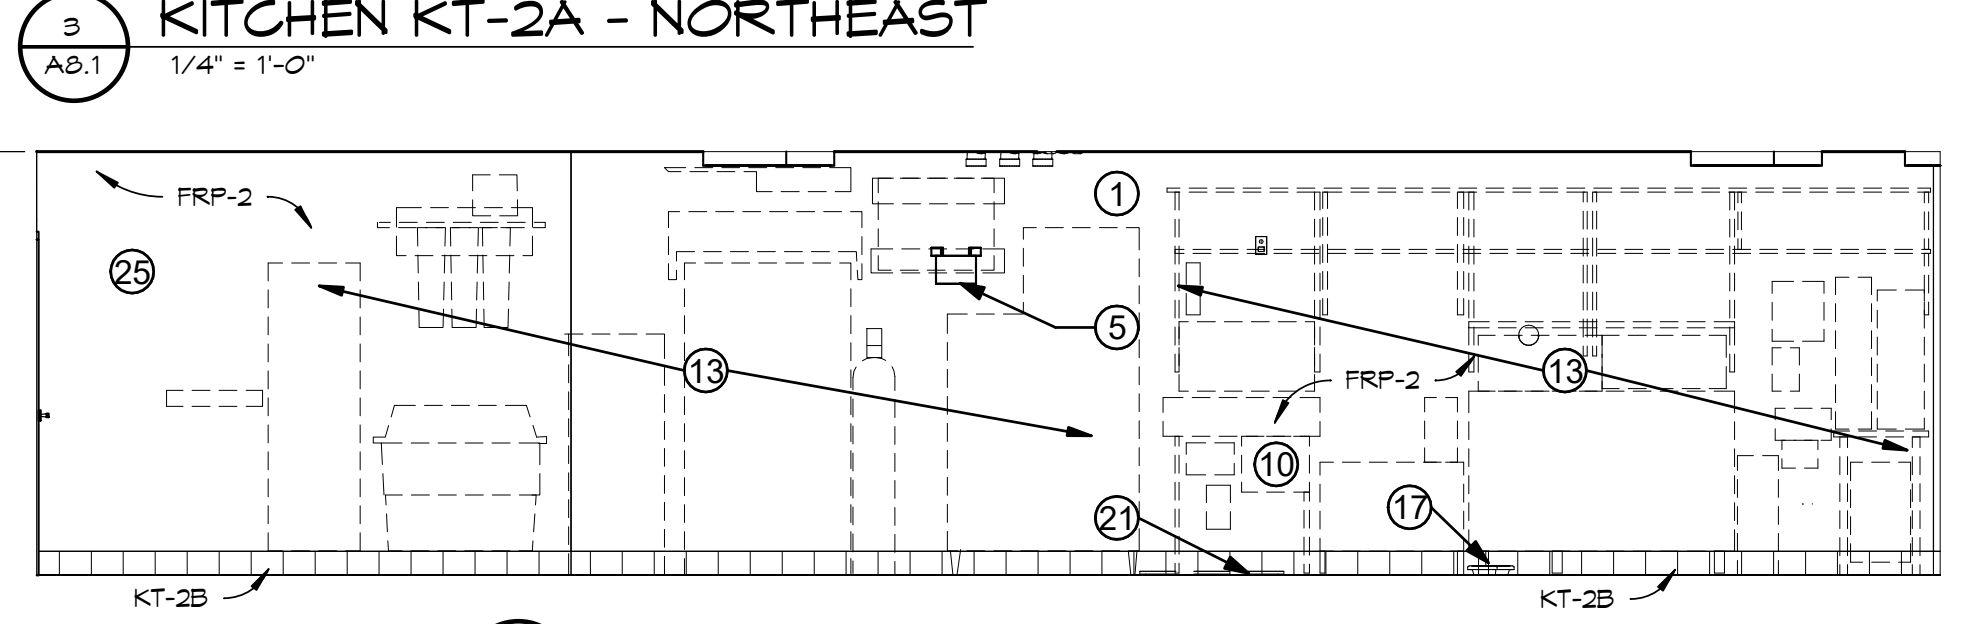 3
KITCHEN KT-2A - NORTHEAST
A8.1
1/4" = 1'-0"
FRP-2
1
25
5
13
FRP-2
13
10
17
21
KT-2B
KT-2B